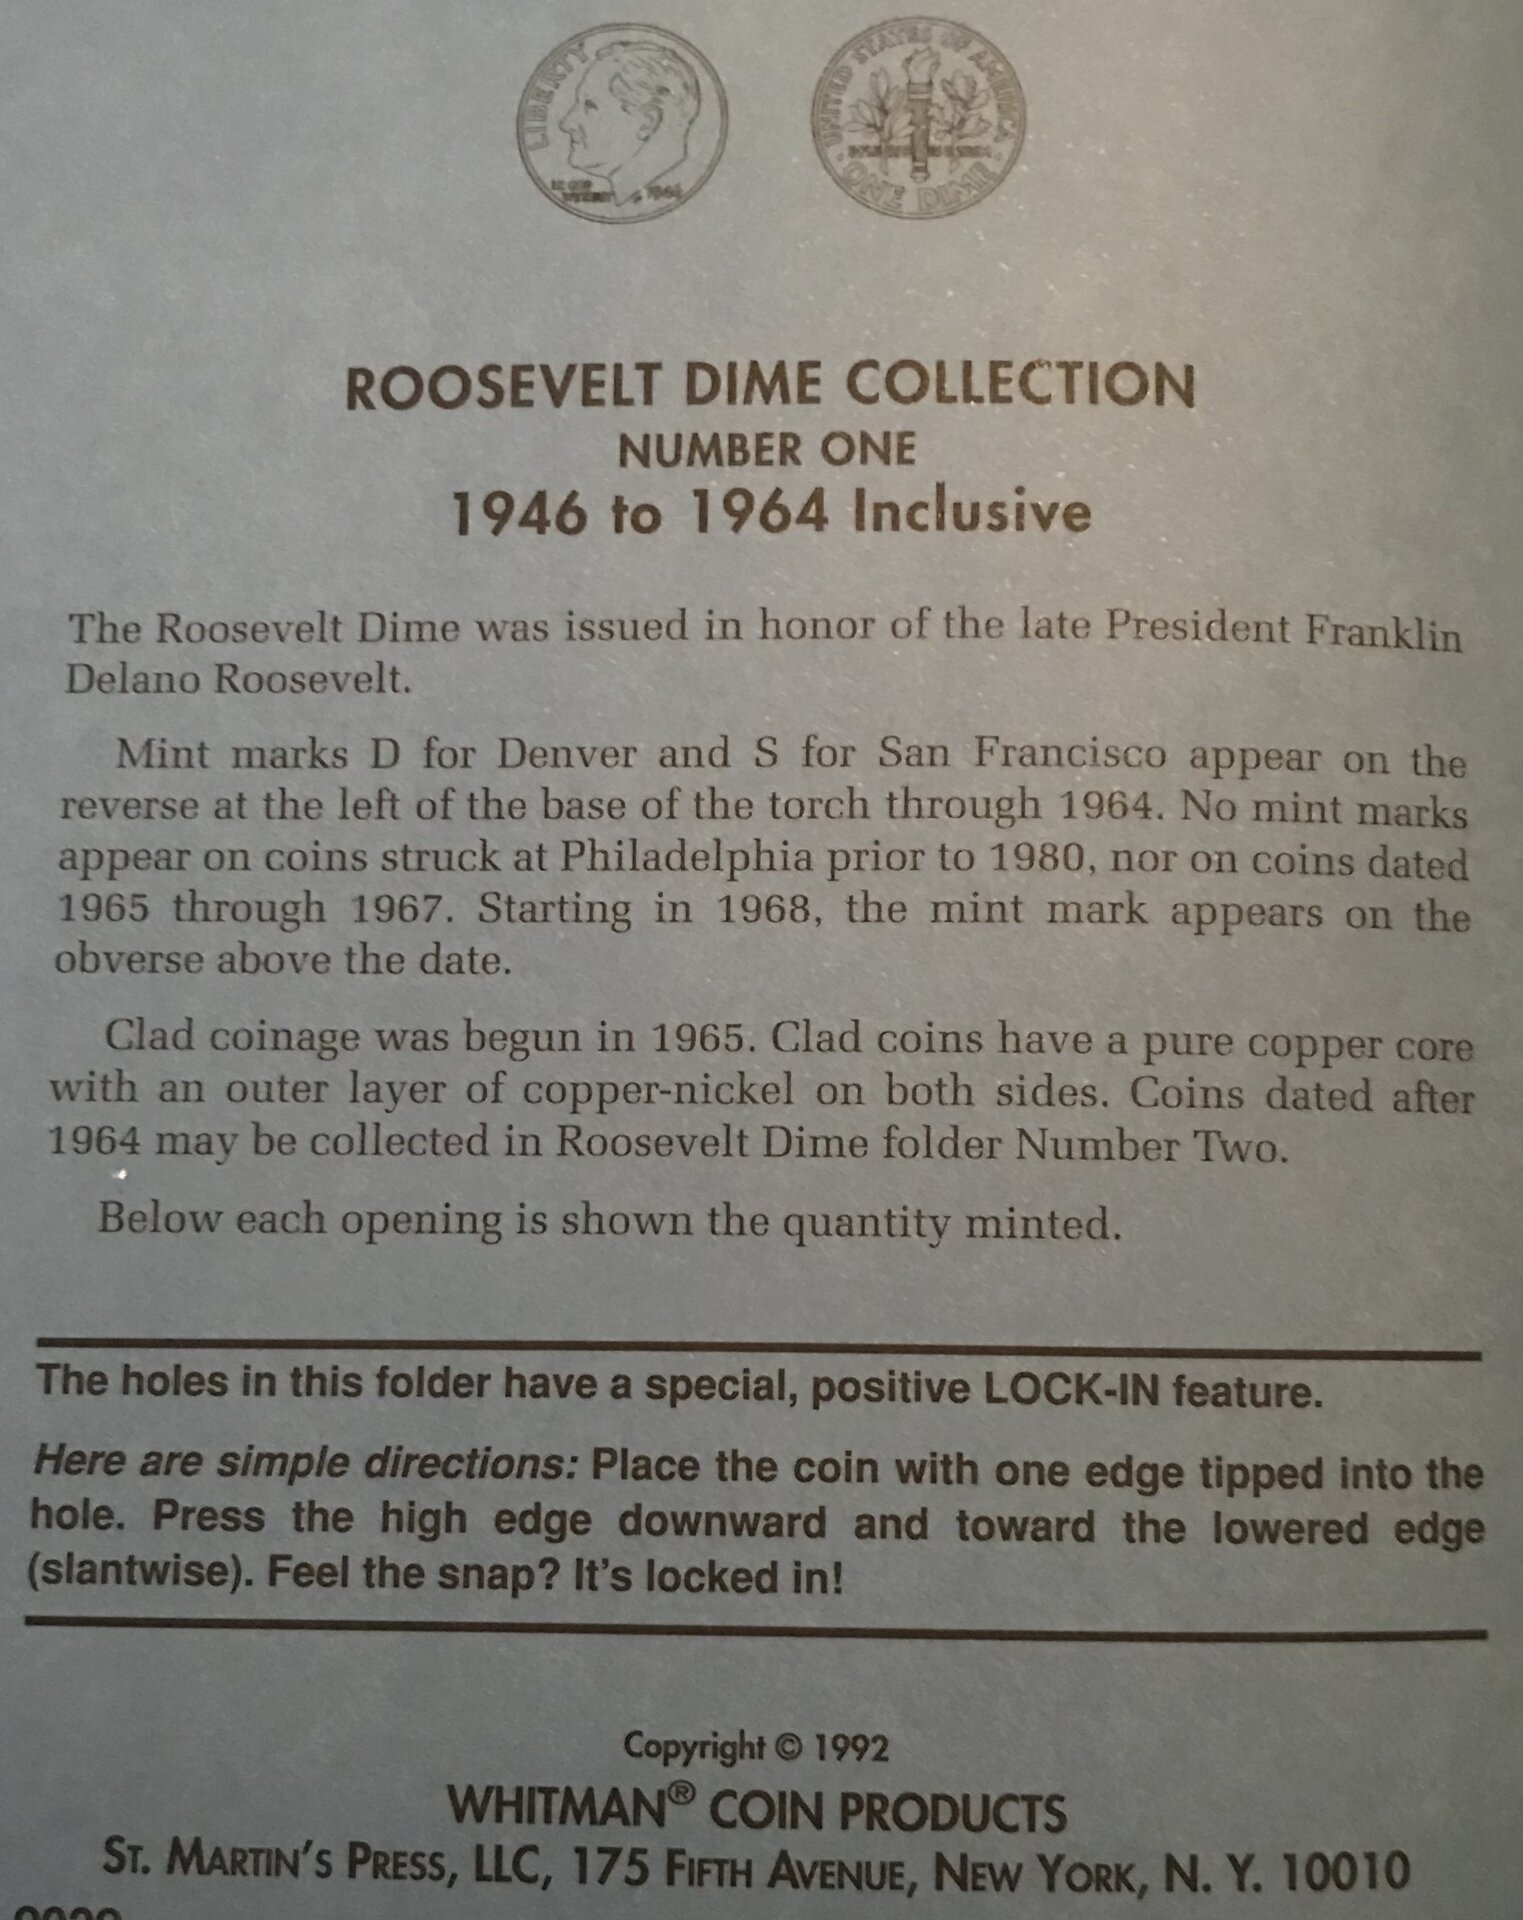 LIBERTY
UNITED STATES OF AMERICA
ONE DIME
ROOSEVELT DIME COLLECTION
NUMBER ONE
1946 to 1964 Inclusive
The Roosevelt Dime was issued in honor of the late President Franklin
Delano Roosevelt.
Mint marks D for Denver and S for San Francisco appear on the
reverse at the left of the base of the torch through 1964. No mint marks
appear on coins struck at Philadelphia prior to 1980, nor on coins dated
1965 through 1967. Starting in 1968, the mint mark appears on the
obverse above the date.
Clad coinage was begun in 1965. Clad coins have a pure copper core
with an outer layer of copper-nickel on both sides. Coins dated after
1964 may be collected in Roosevelt Dime folder Number Two.
Below each opening is shown the quantity minted.
The holes in this folder have a special, positive LOCK-IN feature.
Here are simple directions: Place the coin with one edge tipped into the
hole. Press the high edge downward and toward the lowered edge
(slantwise). Feel the snap? It's locked in!
Copyright © 1992
WHITMAN® COIN PRODUCTS
ST. MARTIN'S PRESS, LLC, 175 FIFTH AVENUE, NEW YORK, N. Y. 10010